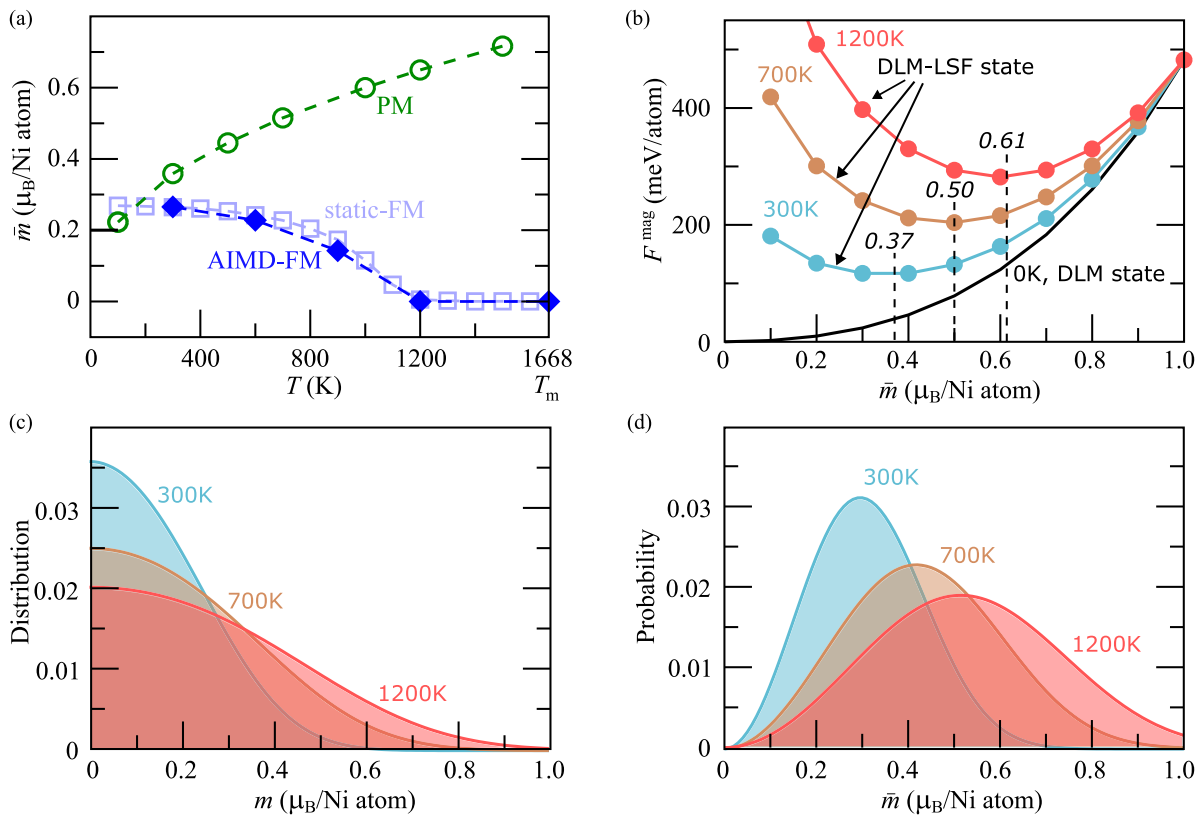 (a)
m̄ (μB/Ni atom)
0.6
0.4
0.2
0
PM
static-FM
AIMD-FM
0 400 800 1200 1668
T (K) Tm
(b)
F mag (meV/atom)
400
200
0
1200K
DLM-LSF state
700K
0.61
0.50
300K
0.37
0K, DLM state
0 0.2 0.4 0.6 0.8 1.0
m̄ (μB/Ni atom)
(c)
Distribution
0.03
0.02
0.01
0
300K
700K
1200K
0 0.2 0.4 0.6 0.8 1.0
m (μB/Ni atom)
(d)
Probability
0.03
0.02
0.01
0
300K
700K
1200K
0 0.2 0.4 0.6 0.8 1.0
m̄ (μB/Ni atom)